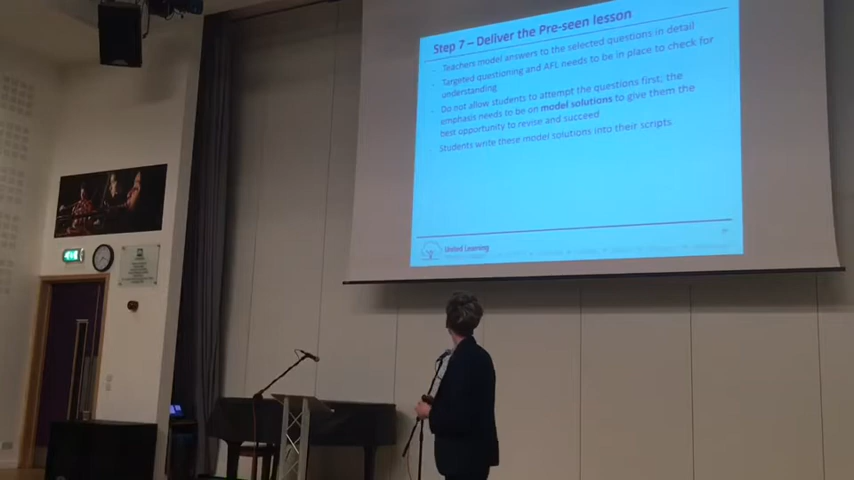 Step 7 – Deliver the Pre-seen lesson
Teachers model answers to the selected questions in detail
Targeted questioning and AFL needs to be in place to check for
understanding
Do not allow students to attempt the questions first; the
emphasis needs to be on model solutions to give them the
best opportunity to revise and succeed
Students write these model solutions into their scripts
United Learning